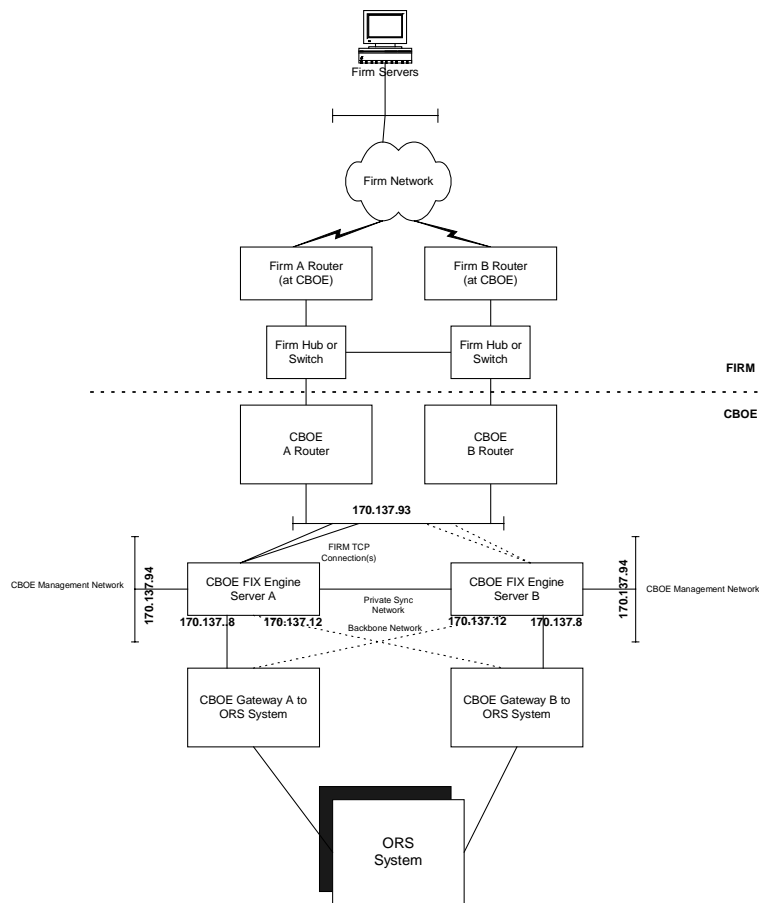 Firm Servers
Firm Network
Firm A Router
(at CBOE)
Firm B Router
(at CBOE)
Firm Hub or
Switch
Firm Hub or
Switch
FIRM
CBOE
CBOE
A Router
CBOE
B Router
170.137.93
FIRM TCP
Connection(s)
CBOE Management Network
170.137.94
CBOE FIX Engine
Server A
Private Sync
Network
CBOE FIX Engine
Server B
170.137.94
CBOE Management Network
170.137..8
170.137.12
Backbone Network
170.137.12
170.137.8
CBOE Gateway A to
ORS System
CBOE Gateway B to
ORS System
ORS
System